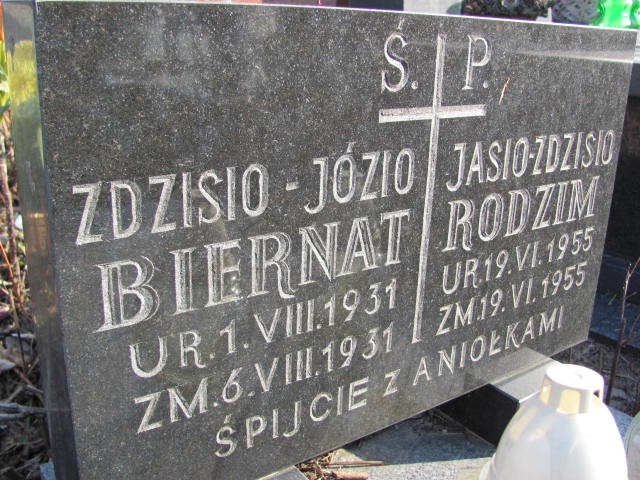 Ś. P.
ZDZISIO - JÓZIO
BIERNAT
UR. 1. VIII. 1931
ZM. 6. VIII. 1931
JASIO-ZDZISIO
RODZIM
UR. 19. VI. 1955
ZM. 19. VI. 1955
ŚPIJCIE Z ANIOŁKAMI